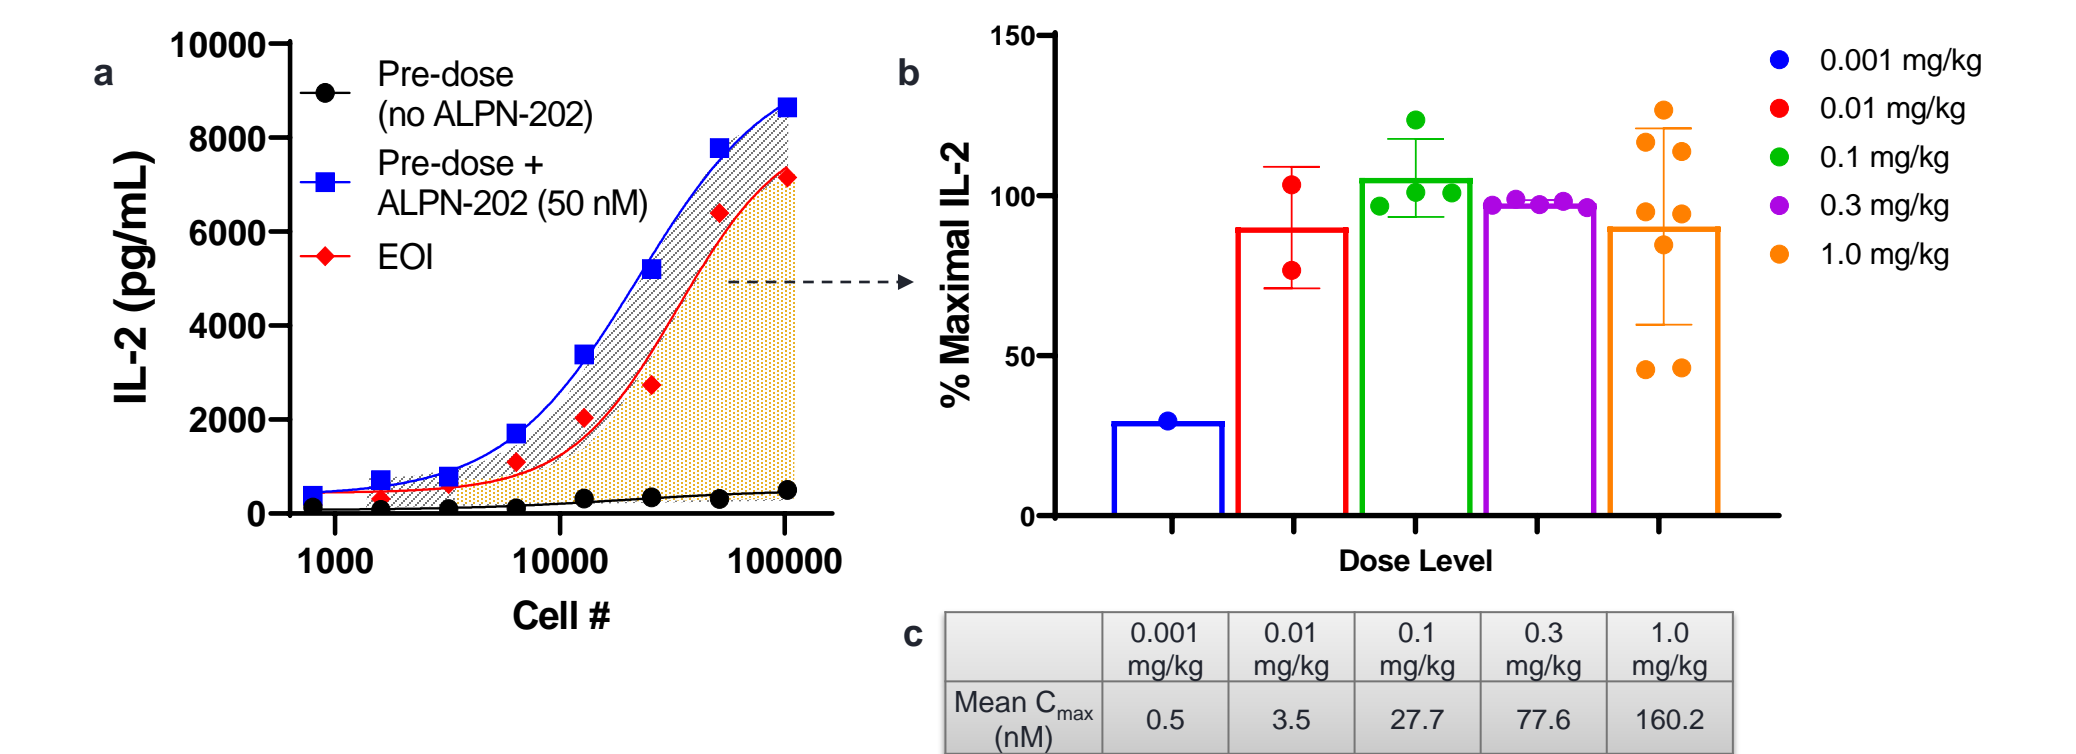 a
10000
8000
6000
4000
2000
0
IL-2 (pg/mL)
Pre-dose
(no ALPN-202)
Pre-dose +
ALPN-202 (50 nM)
EOI
1000 10000 100000
Cell #
b
150
100
50
0
% Maximal IL-2
Dose Level
0.001 mg/kg
0.01 mg/kg
0.1 mg/kg
0.3 mg/kg
1.0 mg/kg
c
0.001 mg/kg 0.01 mg/kg 0.1 mg/kg 0.3 mg/kg 1.0 mg/kg
Mean Cmax (nM) 0.5 3.5 27.7 77.6 160.2